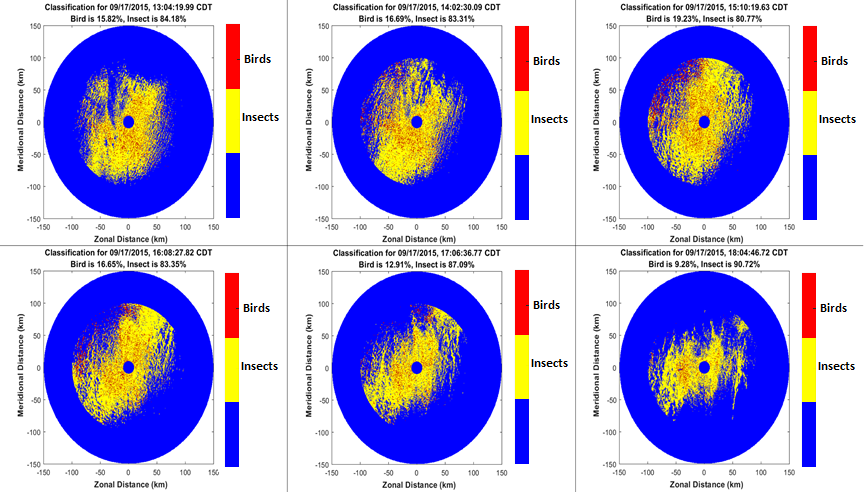 Classification for 09/17/2015, 13:04:19.99 CDT
Bird is 15.82%, Insect is 84.18%
150
100
50
0
-50
-100
-150
Meridional Distance (km)
-150 -100 -50 0 50 100 150
Zonal Distance (km)
Birds
Insects
Classification for 09/17/2015, 14:02:30.09 CDT
Bird is 16.69%, Insect is 83.31%
150
100
50
0
-50
-100
-150
Meridional Distance (km)
-150 -100 -50 0 50 100 150
Zonal Distance (km)
Birds
Insects
Classification for 09/17/2015, 15:10:19.63 CDT
Bird is 19.23%, Insect is 80.77%
150
100
50
0
-50
-100
-150
Meridional Distance (km)
-150 -100 -50 0 50 100 150
Zonal Distance (km)
Birds
Insects
Classification for 09/17/2015, 16:08:27.82 CDT
Bird is 16.65%, Insect is 83.35%
150
100
50
0
-50
-100
-150
Meridional Distance (km)
-150 -100 -50 0 50 100 150
Zonal Distance (km)
Birds
Insects
Classification for 09/17/2015, 17:06:36.77 CDT
Bird is 12.91%, Insect is 87.09%
150
100
50
0
-50
-100
-150
Meridional Distance (km)
-150 -100 -50 0 50 100 150
Zonal Distance (km)
Birds
Insects
Classification for 09/17/2015, 18:04:46.72 CDT
Bird is 9.28%, Insect is 90.72%
150
100
50
0
-50
-100
-150
Meridional Distance (km)
-150 -100 -50 0 50 100 150
Zonal Distance (km)
Birds
Insects